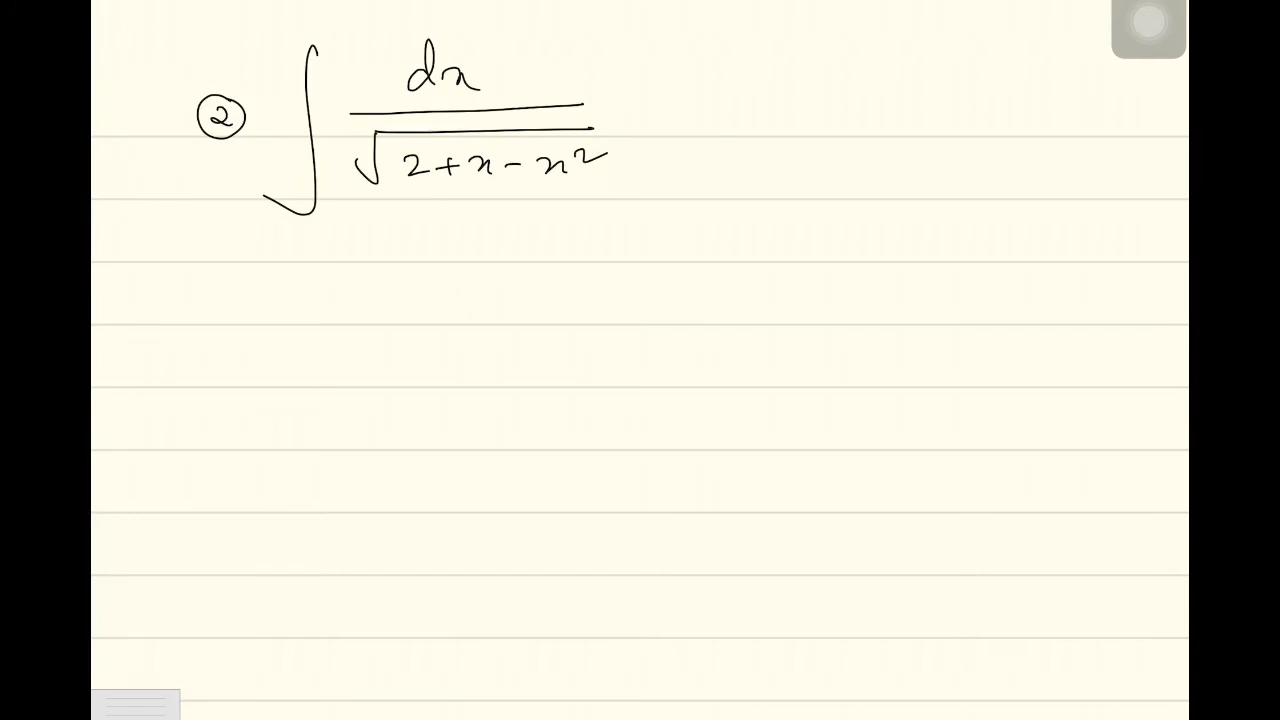 ② ∫ dx / √(2+x-x²)